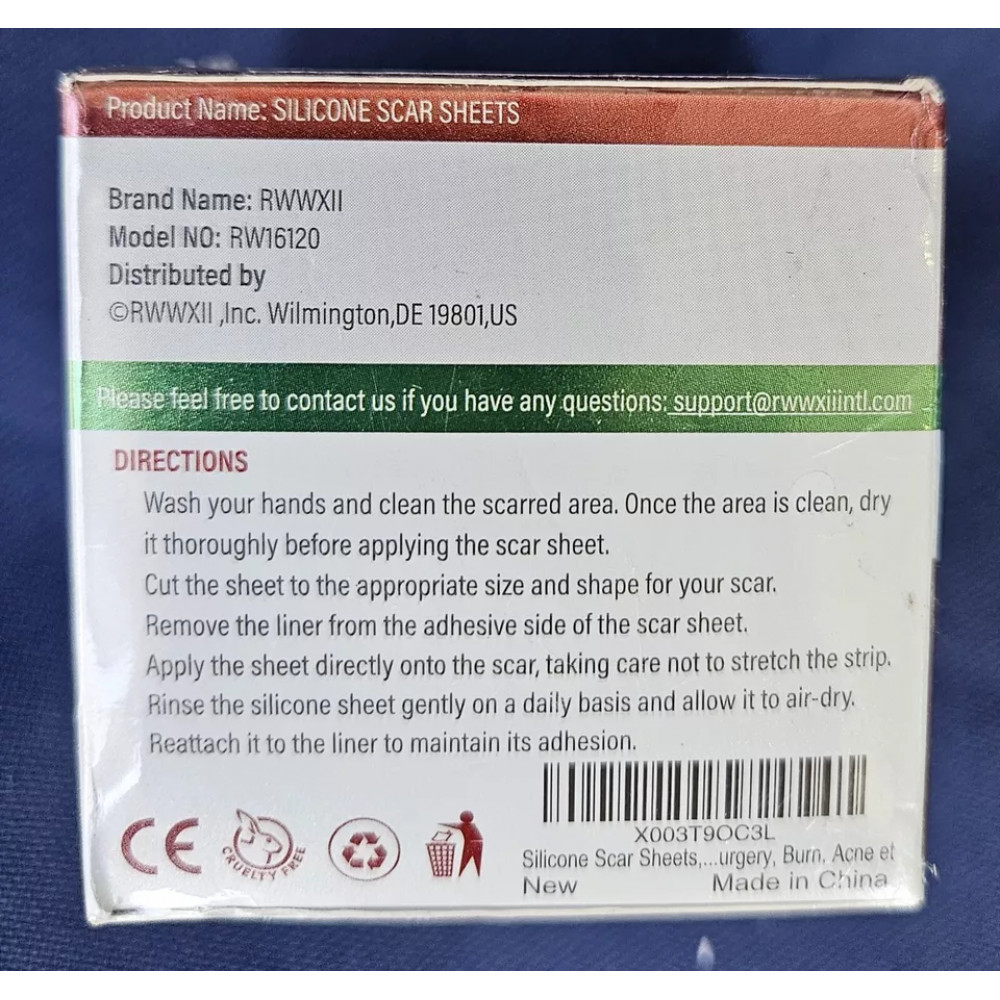 Product Name: SILICONE SCAR SHEETS
Brand Name: RWWXII
Model NO: RW16120
Distributed by
©RWWXII ,Inc. Wilmington,DE 19801,US
Please feel free to contact us if you have any questions: support@rwwxiiintl.com
DIRECTIONS
Wash your hands and clean the scarred area. Once the area is clean, dry
it thoroughly before applying the scar sheet.
Cut the sheet to the appropriate size and shape for your scar.
Remove the liner from the adhesive side of the scar sheet.
Apply the sheet directly onto the scar, taking care not to stretch the strip.
Rinse the silicone sheet gently on a daily basis and allow it to air-dry.
Reattach it to the liner to maintain its adhesion.
CE
CRUELTY FREE
X003T9OC3L
Silicone Scar Sheets,...urgery, Burn, Acne et
New Made in China